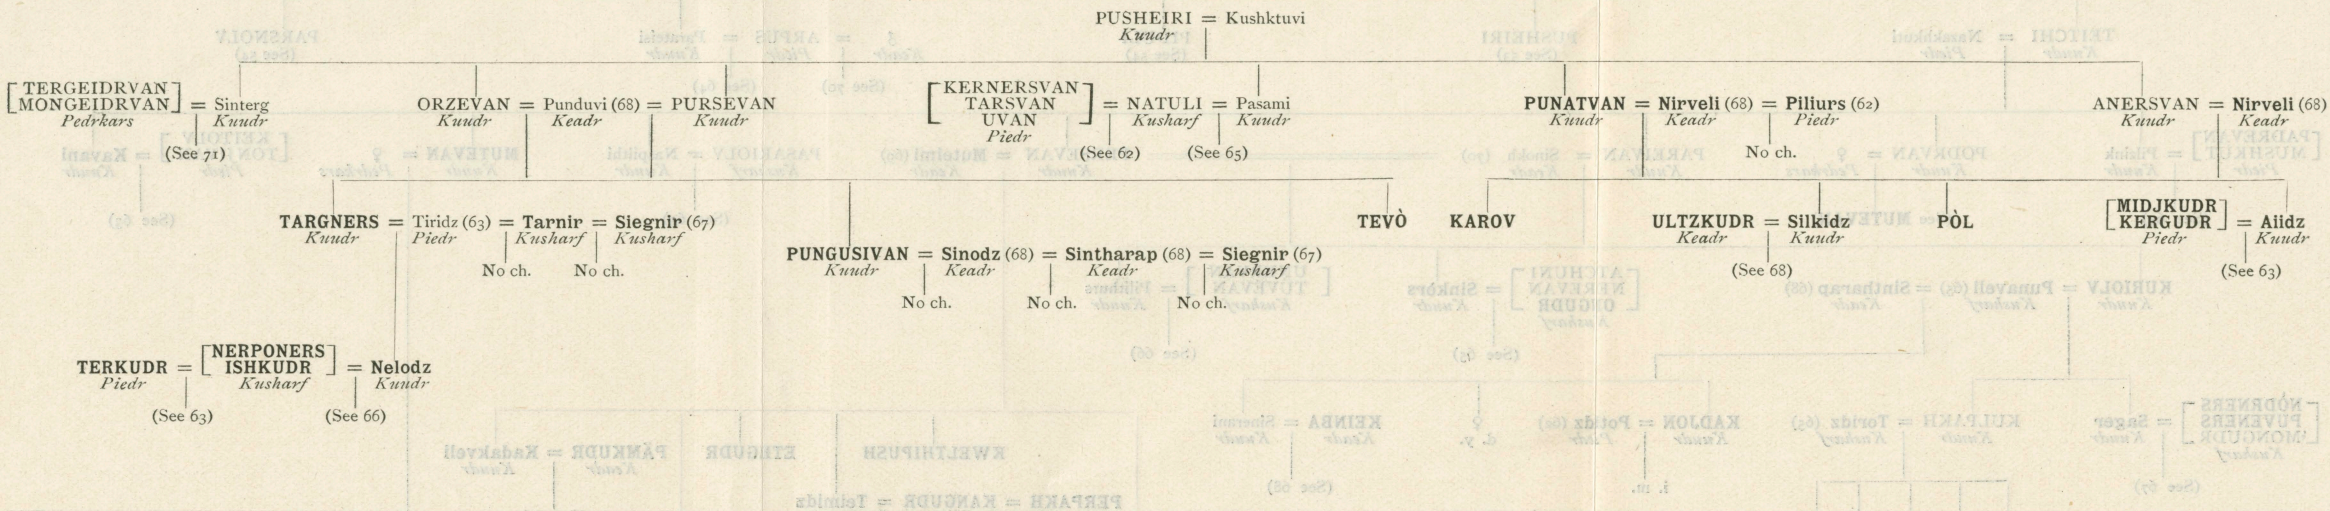 PUSHEIRI = Kushktuvi
Kuudr
[TERGEIDRVAN
MONGEIDRVAN] = Sinterg
Pedrkars Kuudr
(See 71)
ORZEVAN = Punduvi (68) = PURSEVAN
Kuudr Keadr Kuudr
[KERNERSVAN
TARSVAN
UVAN] = NATULI = Pasami
Piedr Kusharf Kuudr
(See 62) (See 65)
PUNATVAN = Nirveli (68) = Piliurs (62)
Kuudr Keadr Piedr
No ch.
ANERSVAN = Nirveli (68)
Kuudr Keadr
TARGNERS = Tiridz (63) = Tarnir = Siegnir (67)
Kuudr Piedr Kusharf Kusharf
No ch. No ch.
PUNGUSIVAN = Sinodz (68) = Sintharap (68) = Siegnir (67)
Kuudr Keadr Keadr Kusharf
No ch. No ch. No ch.
TEVÒ
KAROV
ULTZKUDR = Silkidz
Keadr Kuudr
(See 68)
PÒL
[MIDJKUDR
KERGUDR] = Aiidz
Piedr Kuudr
(See 63)
TERKUDR = [NERPONERS
ISHKUDR] = Nelodz
Piedr Kusharf Kuudr
(See 63) (See 66)